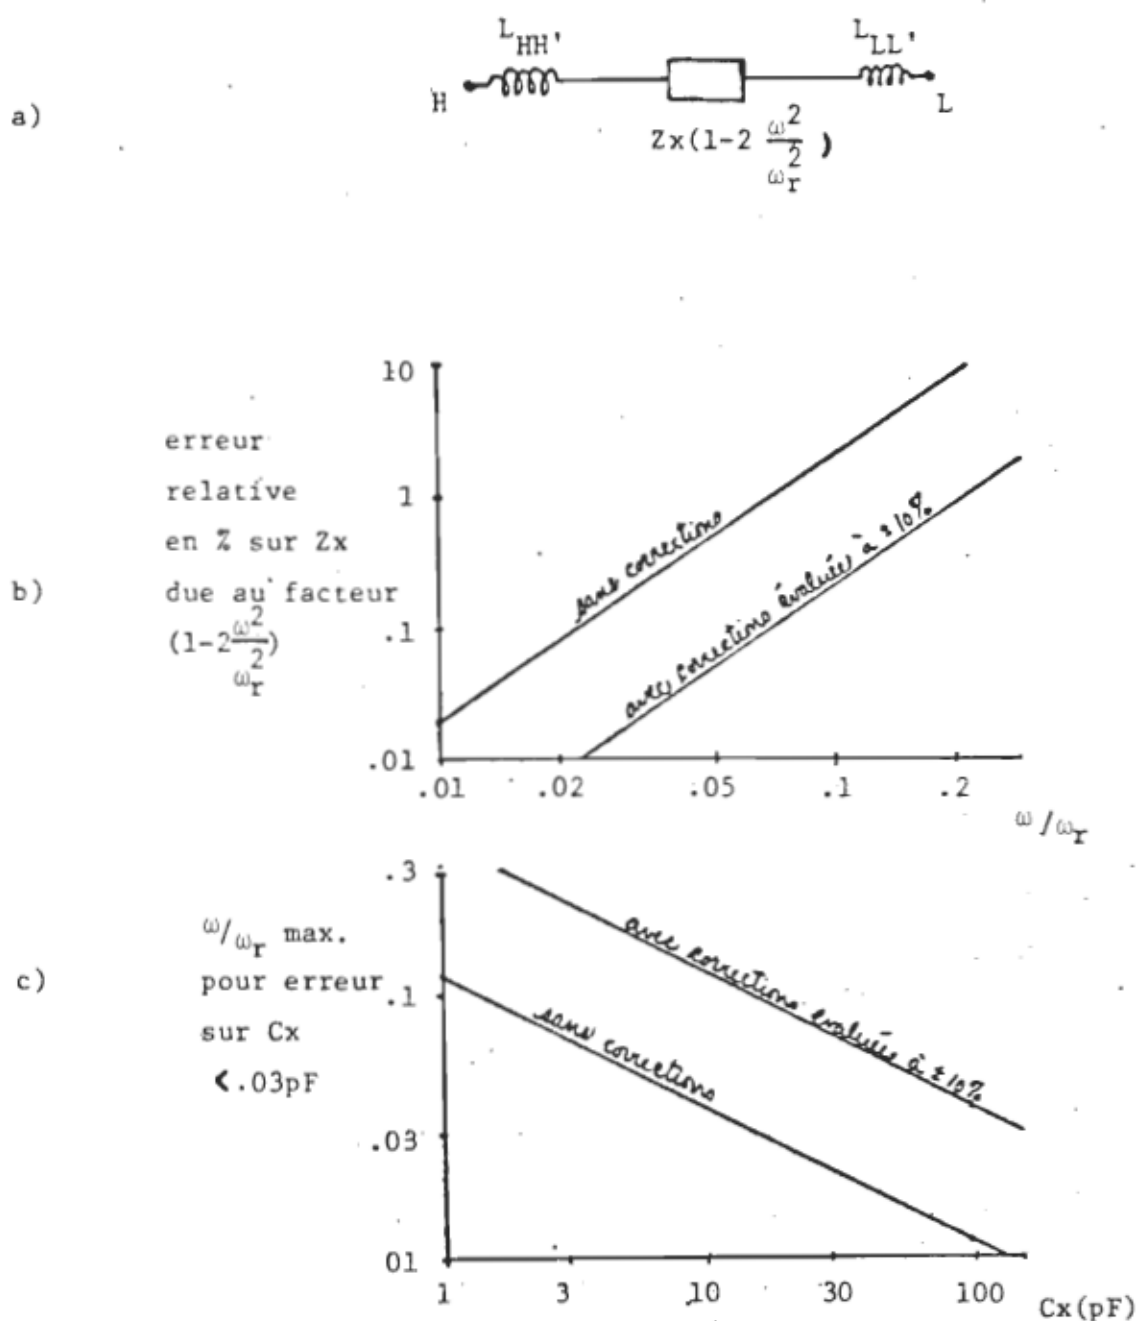 a)
L_HH'
L_LL'
H
L
Zx(1-2 ω²/ω_r²)
b)
erreur
relative
en % sur Zx
due au facteur
(1-2 ω²/ω_r²)
10
1
.1
.01
sans corrections
avec corrections évaluées à ±10%
.01 .02 .05 .1 .2
ω/ω_r
c)
ω/ω_r max.
pour erreur
sur Cx
<.03pF
.3
.1
.03
01
avec corrections évaluées à ±10%
sans corrections
1 3 10 30 100
Cx(pF)